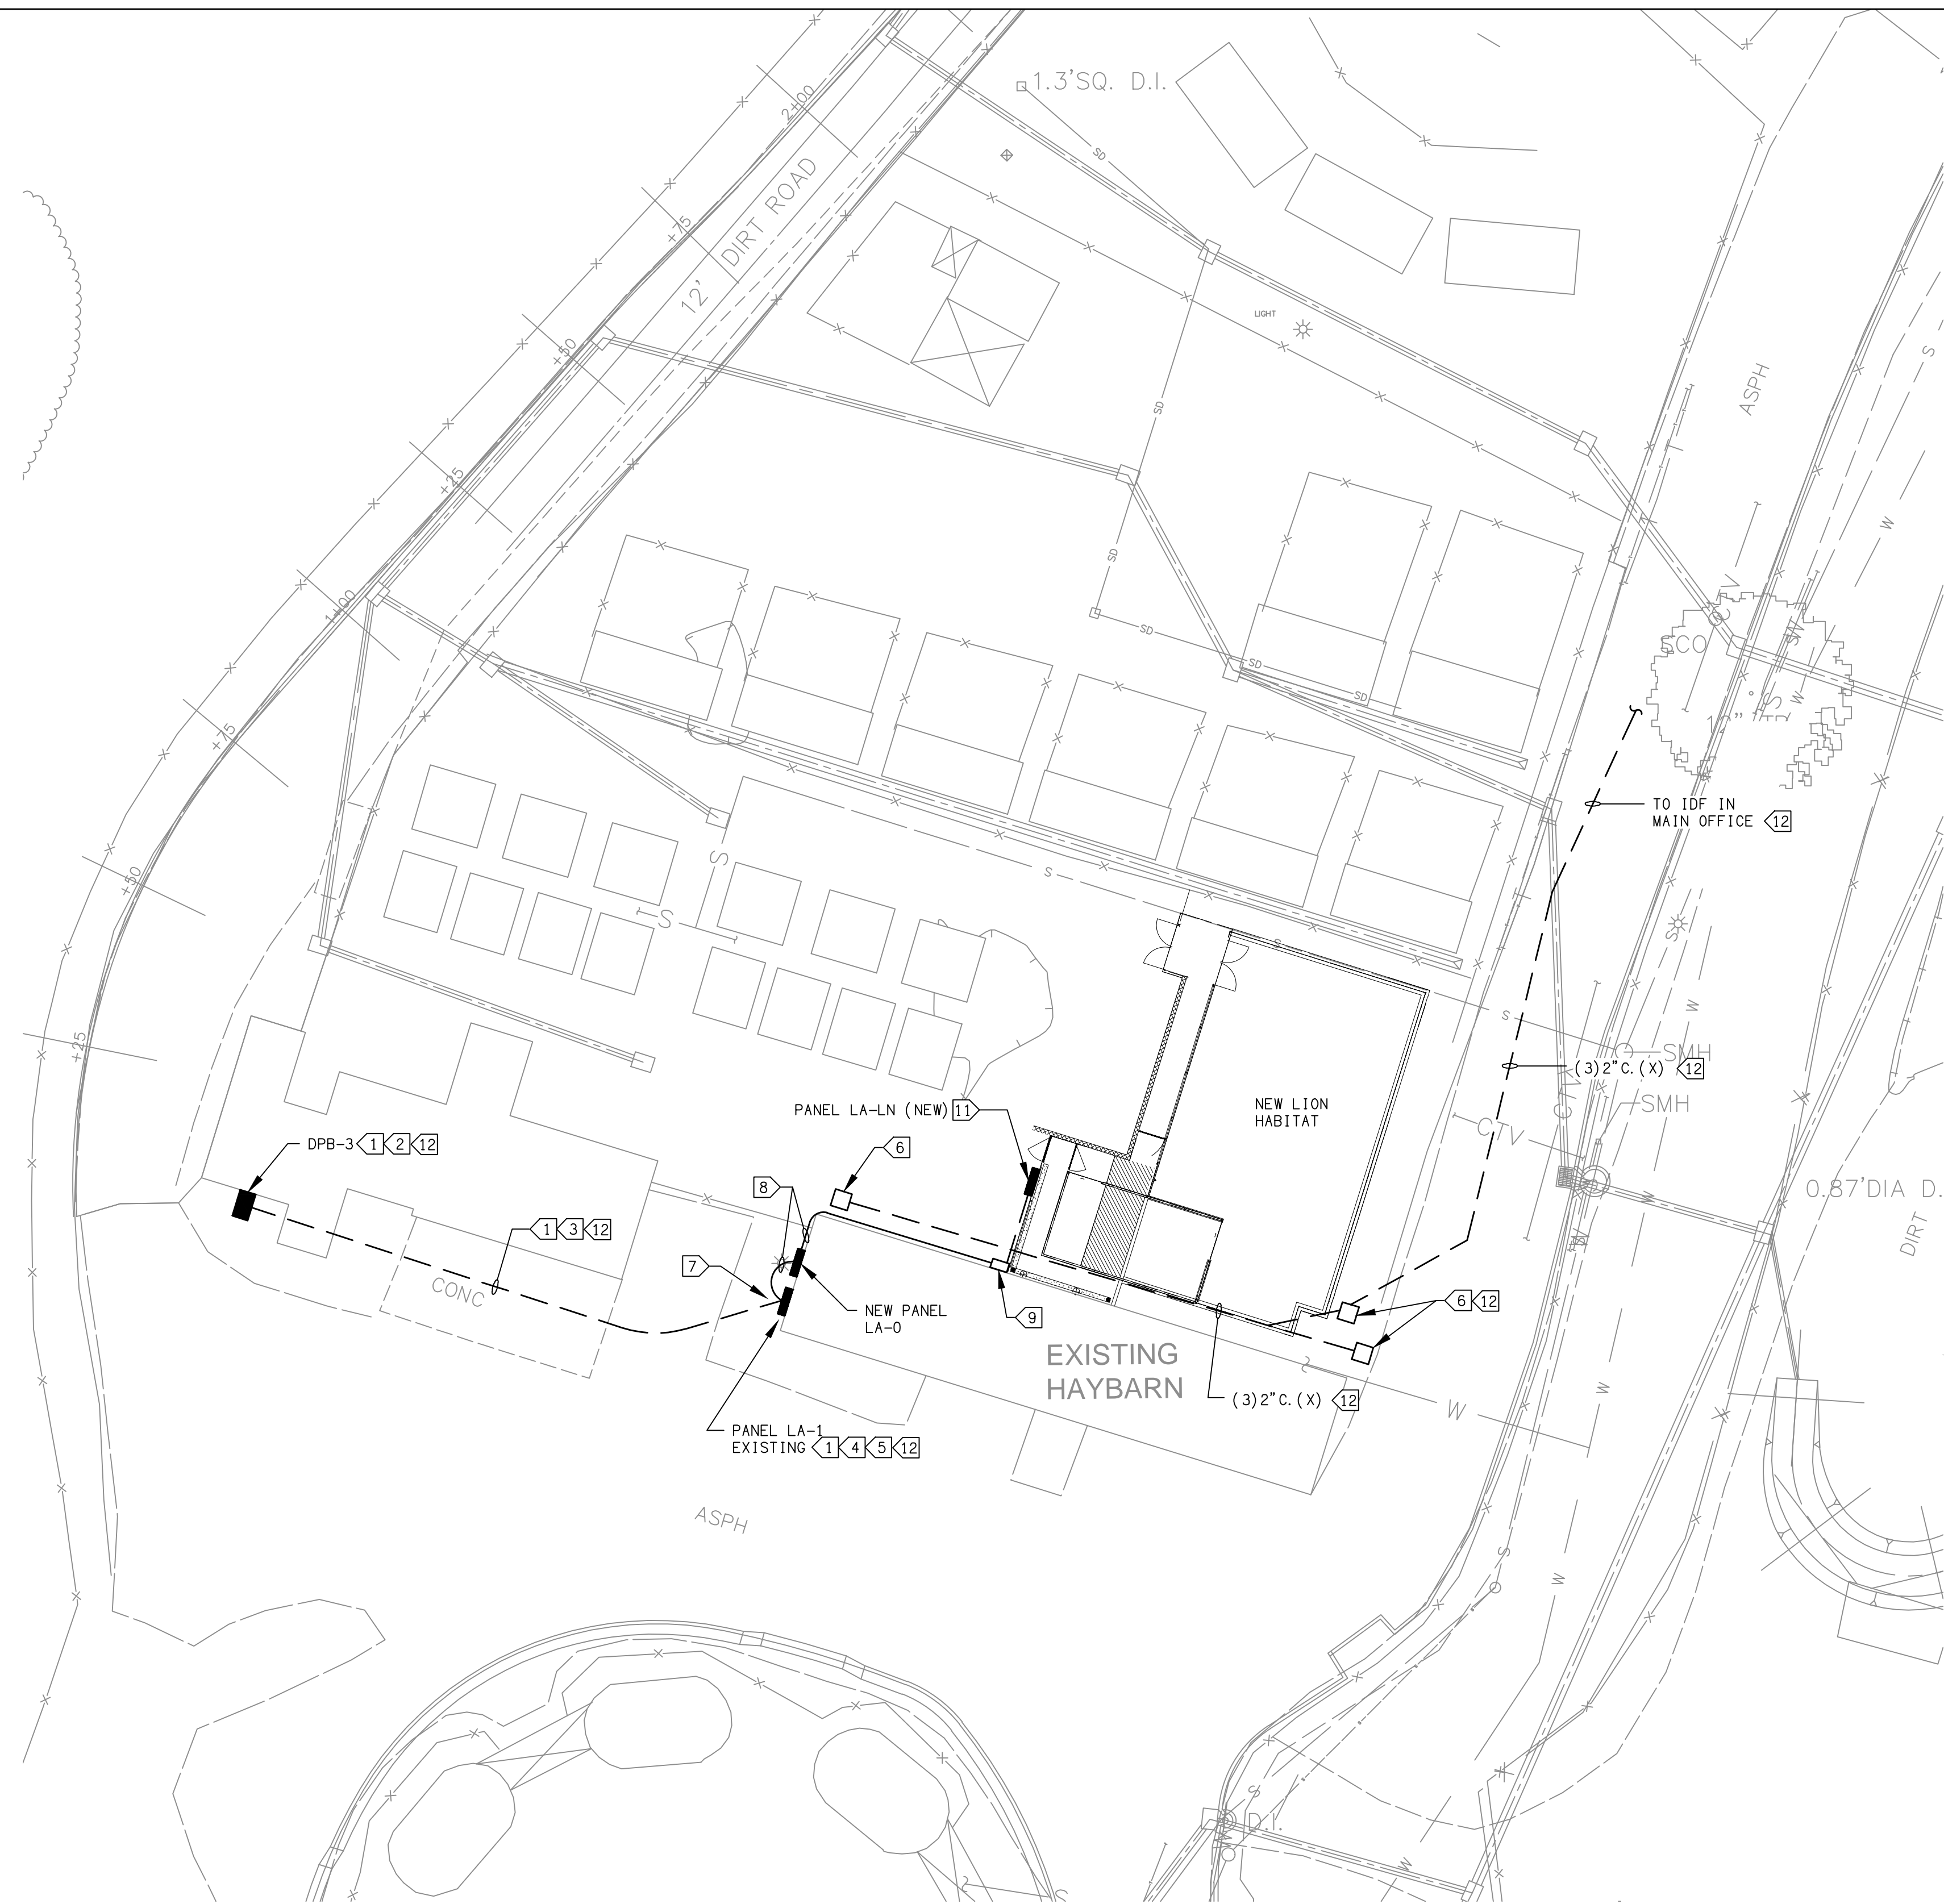 1.3'SQ. D.I.
2+00
SD
12' DIRT ROAD
+75
LIGHT
+50
ASPH
S
SD
+25
W
SD
1+00
SD
SD
SD
SCO
12"
TO IDF IN
MAIN OFFICE 12
+75
S
S
S
+50
S
S
W
S
SMH
(3)2"C.(X) 12
+25
PANEL LA-LN (NEW) 11
NEW LION
HABITAT
SMH
CTV
DPB-3 1 2 12
6
8
0.87'DIA D.
1 3 12
DIRT
7
CONC
NEW PANEL
LA-0
9
6 12
EXISTING
HAYBARN
(3)2"C.(X) 12
W
W
PANEL LA-1
EXISTING 1 4 5 12
ASPH
S
W
S
D.I.
W